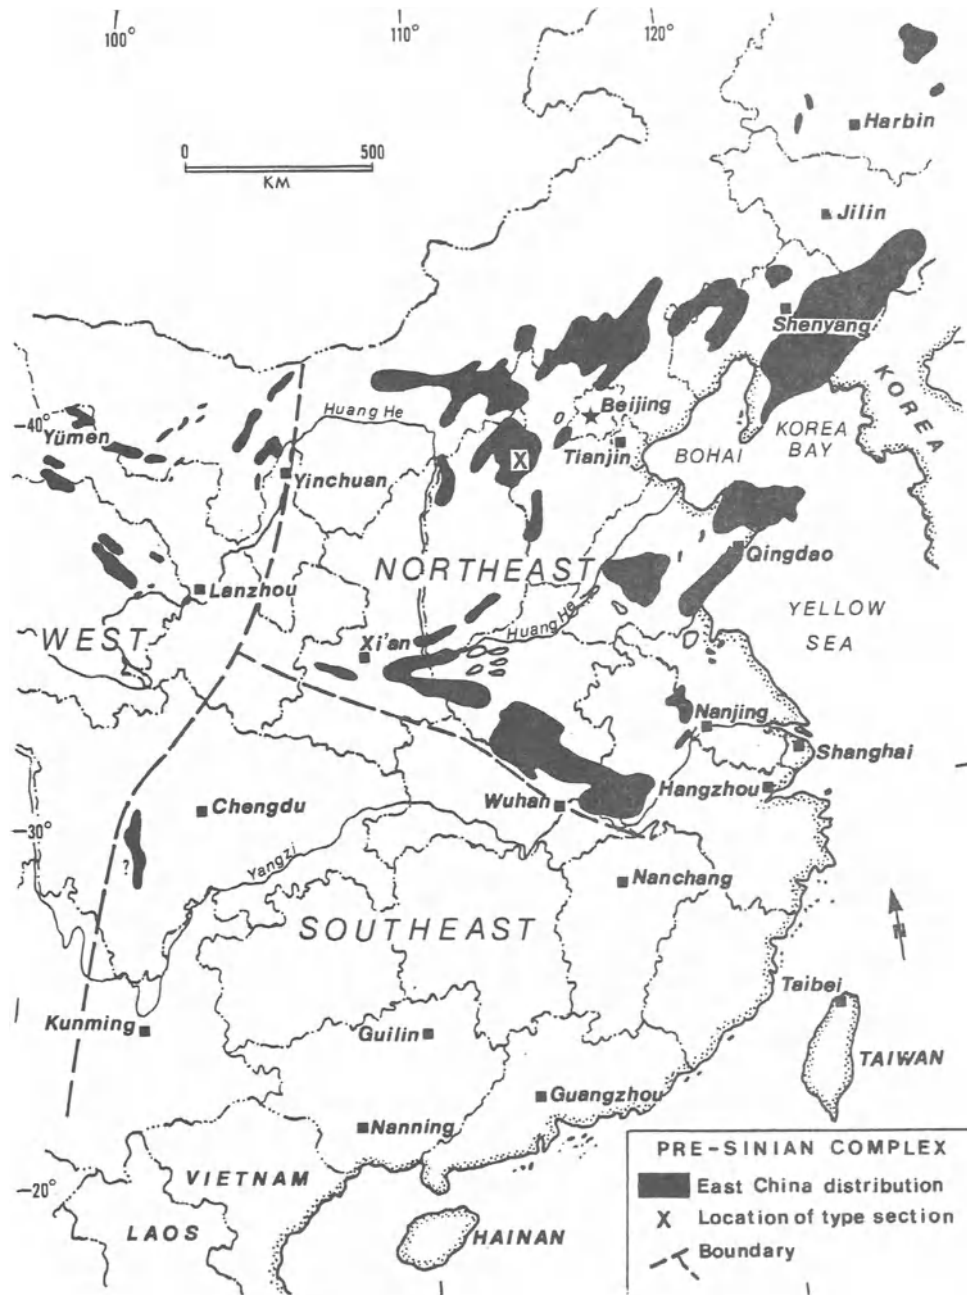 100°
110°
120°
Harbin
0
500
KM
Jilin
Shenyang
KOREA
Huang He
Beijing
—40°
Yümen
KOREA
BAY
Tianjin
BOHAI
X
Yinchuan
Qingdao
NORTHEAST
Lanzhou
YELLOW
SEA
Huang He
WEST
Xi'an
Nanjing
Shanghai
Hangzhou
Wuhan
Chengdu
—30°
?
Yangzi
Nanchang
SOUTHEAST
N
Taibei
Kunming
Guilin
TAIWAN
Guangzhou
Nanning
PRE-SINIAN COMPLEX
East China distribution
X Location of type section
Boundary
VIETNAM
—20°
LAOS
HAINAN